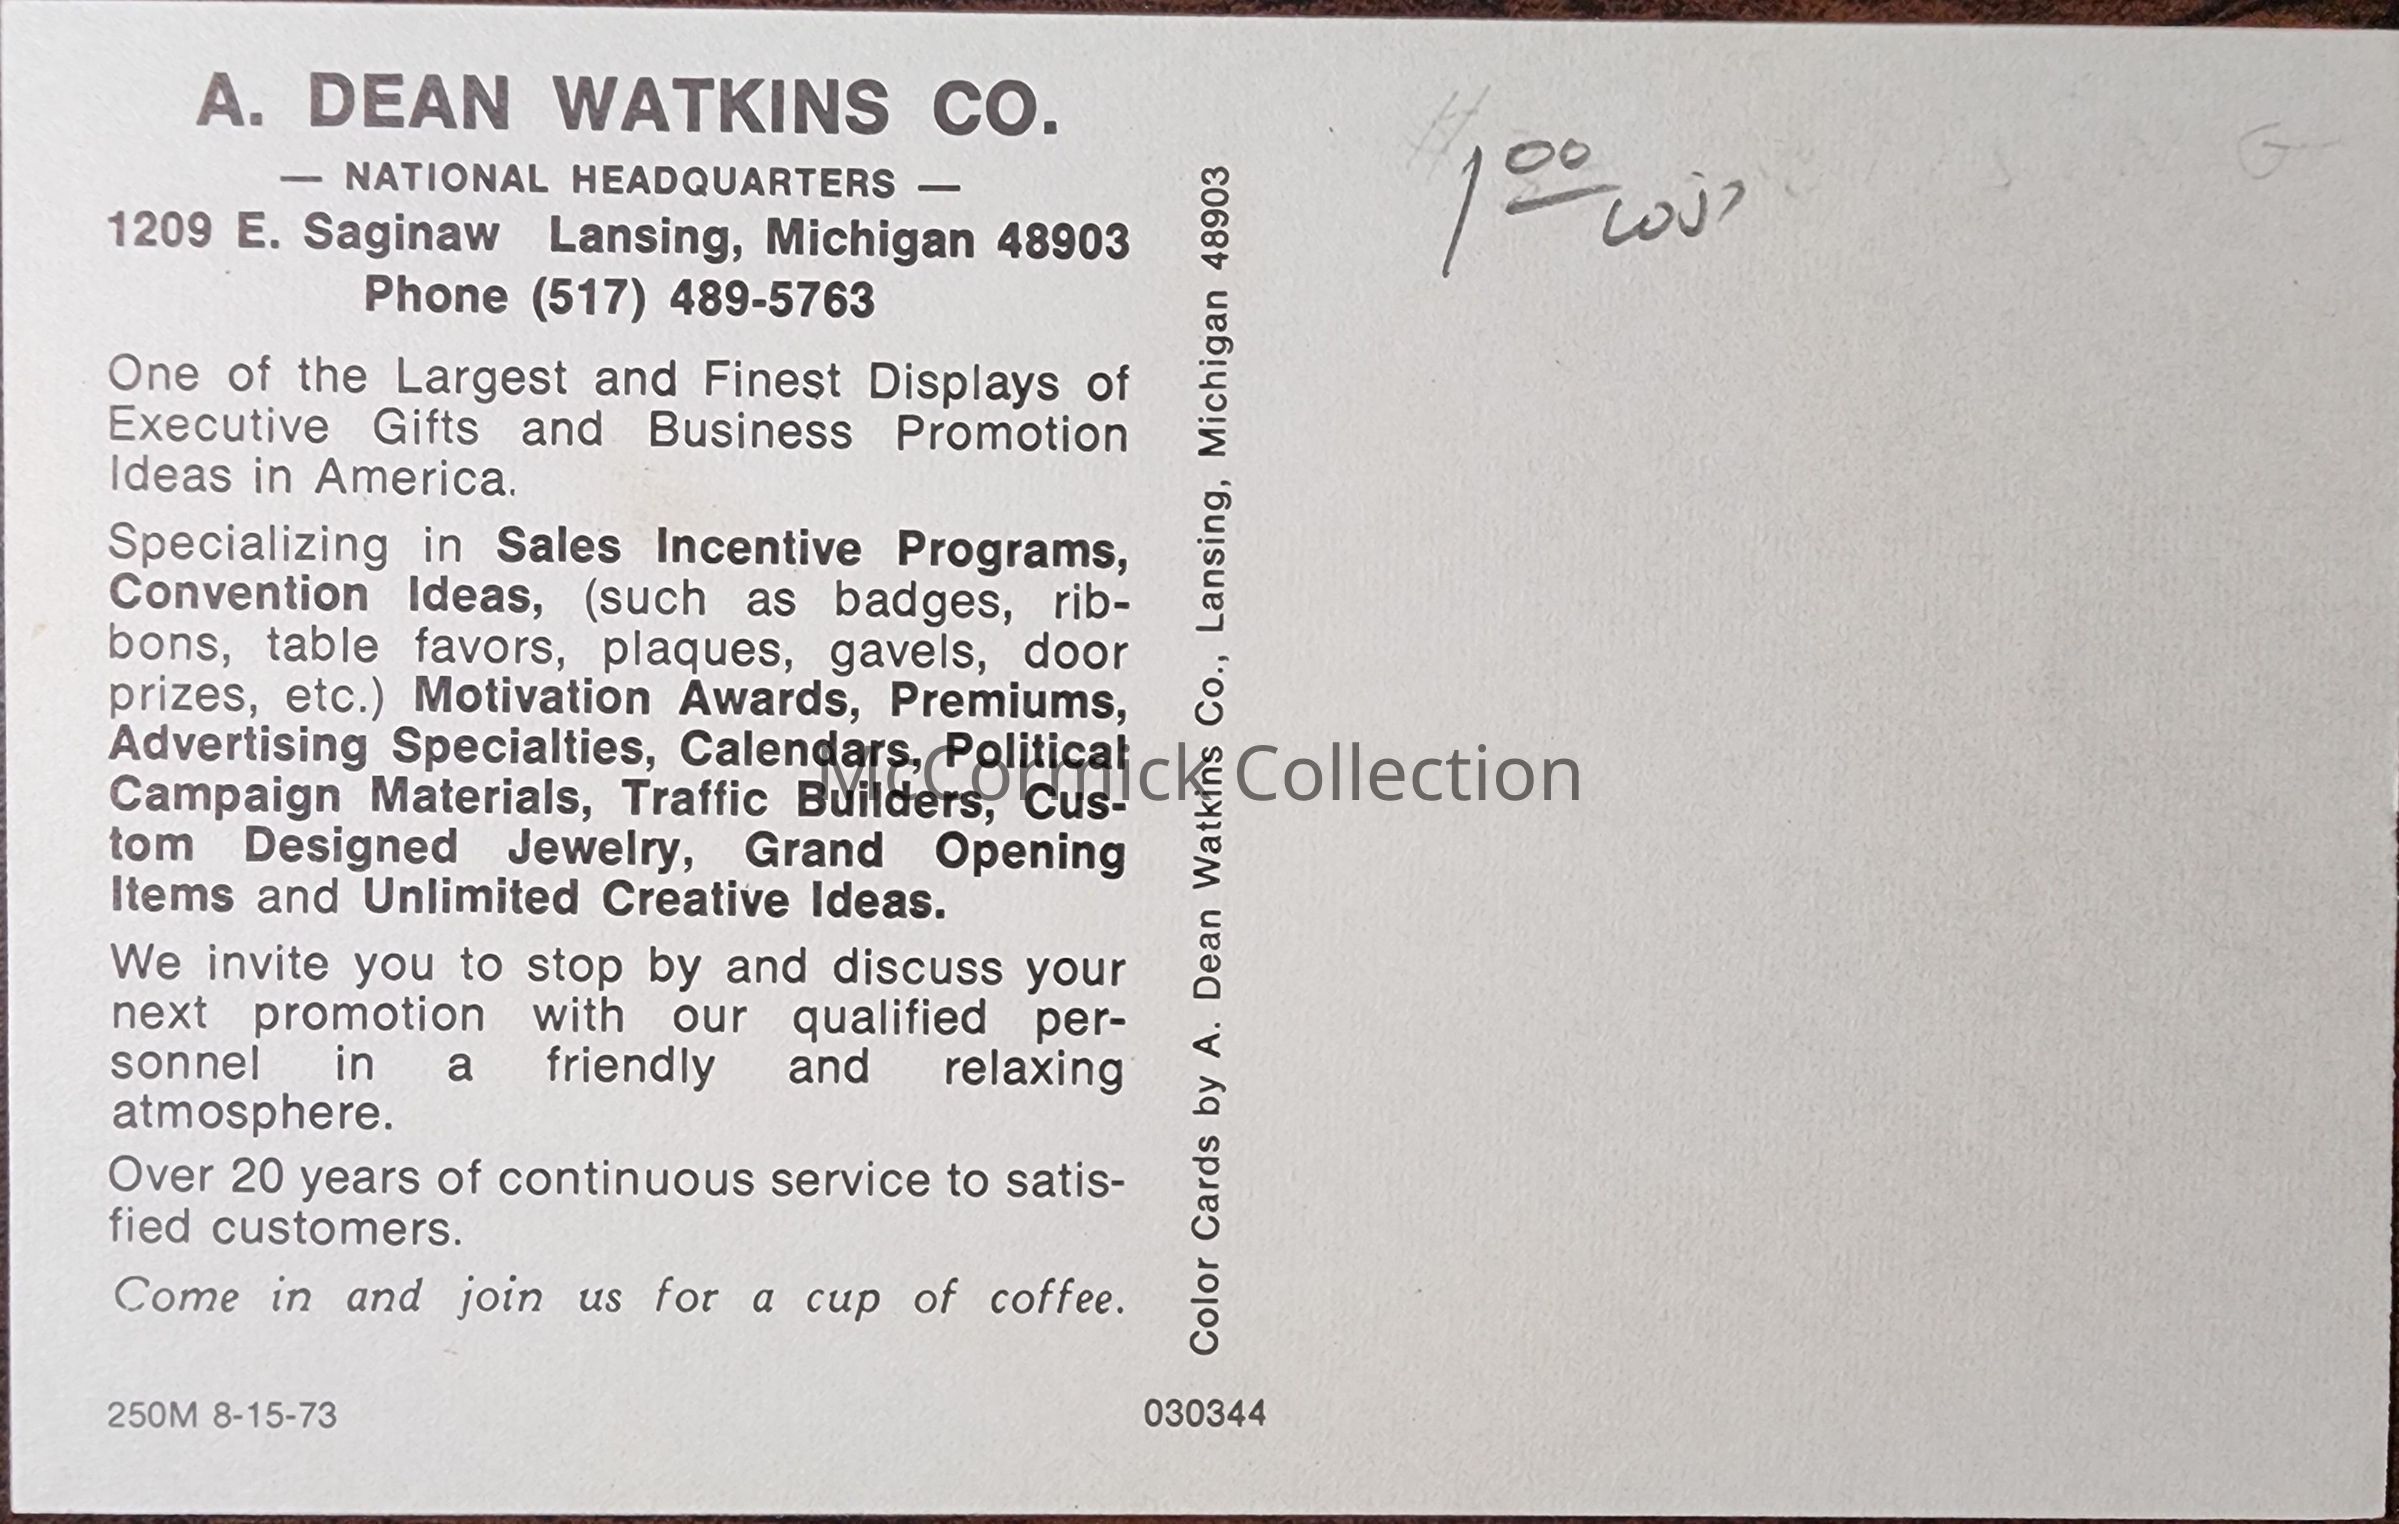 A. DEAN WATKINS CO.
— NATIONAL HEADQUARTERS —
1209 E. Saginaw Lansing, Michigan 48903
Phone (517) 489-5763
One of the Largest and Finest Displays of
Executive Gifts and Business Promotion
Ideas in America.
Specializing in Sales Incentive Programs,
Convention Ideas, (such as badges, rib-
bons, table favors, plaques, gavels, door
prizes, etc.) Motivation Awards, Premiums,
Advertising Specialties, Calendars, Political
Campaign Materials, Traffic Builders, Cus-
tom Designed Jewelry, Grand Opening
Items and Unlimited Creative Ideas.
We invite you to stop by and discuss your
next promotion with our qualified per-
sonnel in a friendly and relaxing
atmosphere.
Over 20 years of continuous service to satis-
fied customers.
Come in and join us for a cup of coffee.
250M 8-15-73
Color Cards by A. Dean Watkins Co., Lansing, Michigan 48903
030344
1 00
McCormick Collection